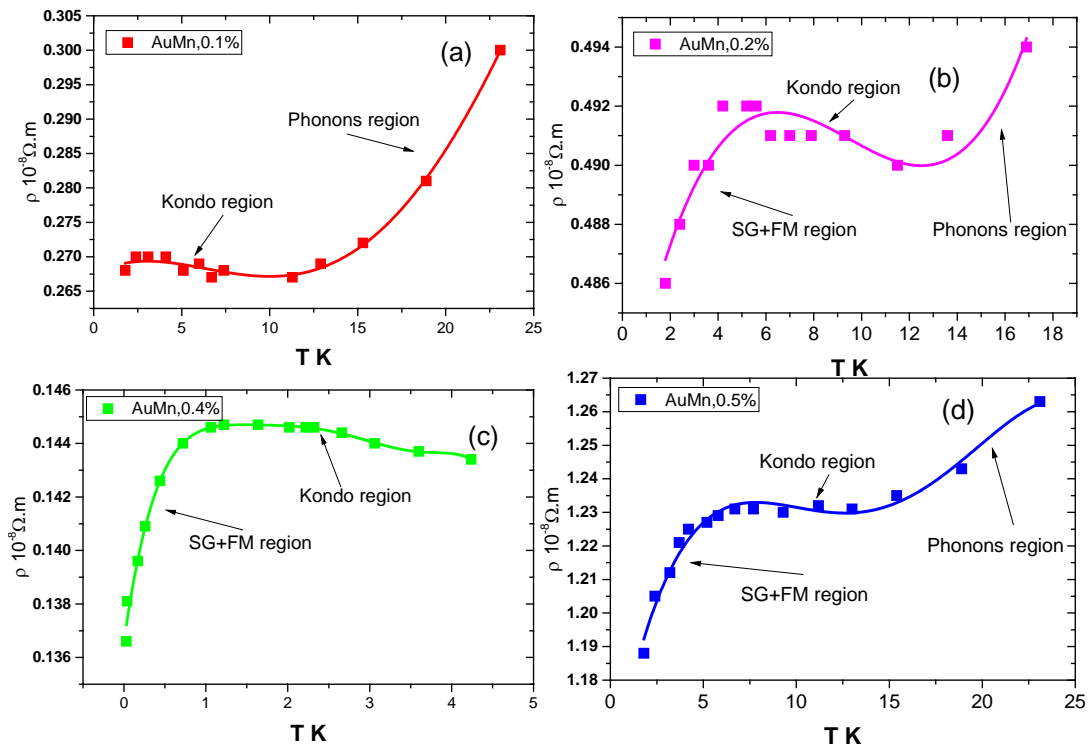 AuMn,0.1%
(a)
Phonons region
Kondo region
0.300
0.295
0.290
0.285
0.280
0.275
0.270
0.265
ρ 10⁻⁸Ω.m
0 5 10 15 20 25
T K
AuMn,0.2%
(b)
Kondo region
SG+FM region
Phonons region
0.494
0.492
0.490
0.488
0.486
ρ 10⁻⁸Ω.m
0 2 4 6 8 10 12 14 16 18
T K
AuMn,0.4%
(c)
Kondo region
SG+FM region
0.146
0.144
0.142
0.140
0.138
0.136
ρ 10⁻⁸Ω.m
0 1 2 3 4 5
T K
AuMn,0.5%
(d)
Kondo region
Phonons region
SG+FM region
1.27
1.26
1.25
1.24
1.23
1.22
1.21
1.20
1.19
1.18
ρ 10⁻⁸Ω.m
0 5 10 15 20 25
T K